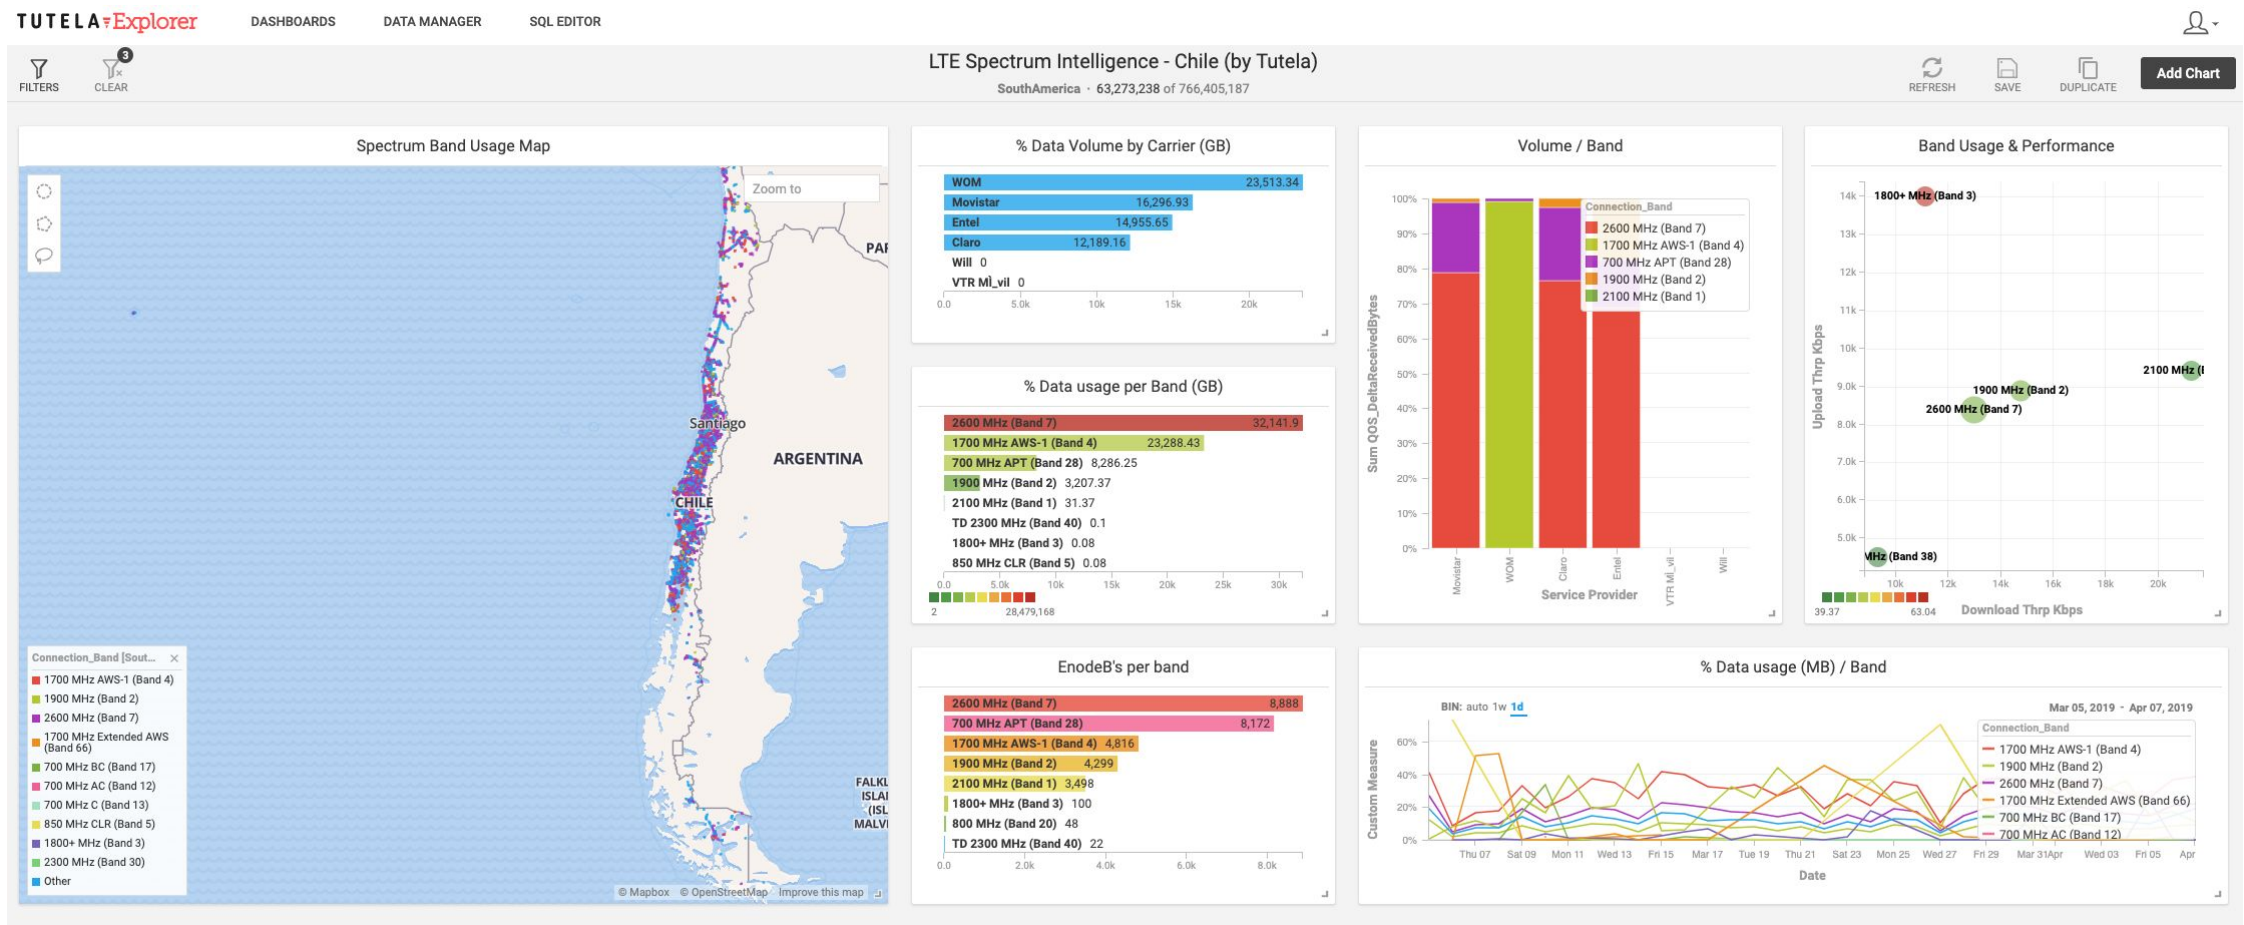 TUTELA Explorer
DASHBOARDS
DATA MANAGER
SQL EDITOR
FILTERS
3
CLEAR
LTE Spectrum Intelligence - Chile (by Tutela)
SouthAmerica · 63,273,238 of 766,405,187
REFRESH
SAVE
DUPLICATE
Add Chart
Spectrum Band Usage Map
Zoom to
PAR
Santiago
ARGENTINA
CHILE
FALKL
ISLA
(ISL
MALVI
Connection_Band [Sout...
1700 MHz AWS-1 (Band 4)
1900 MHz (Band 2)
2600 MHz (Band 7)
1700 MHz Extended AWS
(Band 66)
700 MHz BC (Band 17)
700 MHz AC (Band 12)
700 MHz C (Band 13)
850 MHz CLR (Band 5)
1800+ MHz (Band 3)
2300 MHz (Band 30)
Other
© Mapbox © OpenStreetMap Improve this map
% Data Volume by Carrier (GB)
WOM 23,513.34
Movistar 16,296.93
Entel 14,955.65
Claro 12,189.16
Will 0
VTR MÌ_vil 0
0.0 5.0k 10k 15k 20k
% Data usage per Band (GB)
2600 MHz (Band 7) 32,141.9
1700 MHz AWS-1 (Band 4) 23,288.43
700 MHz APT (Band 28) 8,286.25
1900 MHz (Band 2) 3,207.37
2100 MHz (Band 1) 31.37
TD 2300 MHz (Band 40) 0.1
1800+ MHz (Band 3) 0.08
850 MHz CLR (Band 5) 0.08
0.0 5.0k 10k 15k 20k 25k 30k
2 28,479,168
EnodeB's per band
2600 MHz (Band 7) 8,888
700 MHz APT (Band 28) 8,172
1700 MHz AWS-1 (Band 4) 4,816
1900 MHz (Band 2) 4,299
2100 MHz (Band 1) 3,498
1800+ MHz (Band 3) 100
800 MHz (Band 20) 48
TD 2300 MHz (Band 40) 22
0.0 2.0k 4.0k 6.0k 8.0k
Volume / Band
Sum QOS_DeltaReceivedBytes
100%
90%
80%
70%
60%
50%
40%
30%
20%
10%
0%
Connection_Band
2600 MHz (Band 7)
1700 MHz AWS-1 (Band 4)
700 MHz APT (Band 28)
1900 MHz (Band 2)
2100 MHz (Band 1)
Movistar
WOM
Claro
Entel
VTR MÌ_vil
Will
Service Provider
Band Usage & Performance
Upload Thrp Kbps
14k
13k
12k
11k
10k
9.0k
8.0k
7.0k
6.0k
5.0k
1800+ MHz (Band 3)
2100 MHz (
1900 MHz (Band 2)
2600 MHz (Band 7)
MHz (Band 38)
10k 12k 14k 16k 18k 20k
39.37 63.04
Download Thrp Kbps
% Data usage (MB) / Band
BIN: auto 1w 1d
Mar 05, 2019 - Apr 07, 2019
Custom Measure
60%
40%
20%
0%
Connection_Band
1700 MHz AWS-1 (Band 4)
1900 MHz (Band 2)
2600 MHz (Band 7)
1700 MHz Extended AWS (Band 66)
700 MHz BC (Band 17)
700 MHz AC (Band 12)
Thu 07 Sat 09 Mon 11 Wed 13 Fri 15 Mar 17 Tue 19 Thu 21 Sat 23 Mon 25 Wed 27 Fri 29 Mar 31Apr Wed 03 Fri 05 Apr
Date